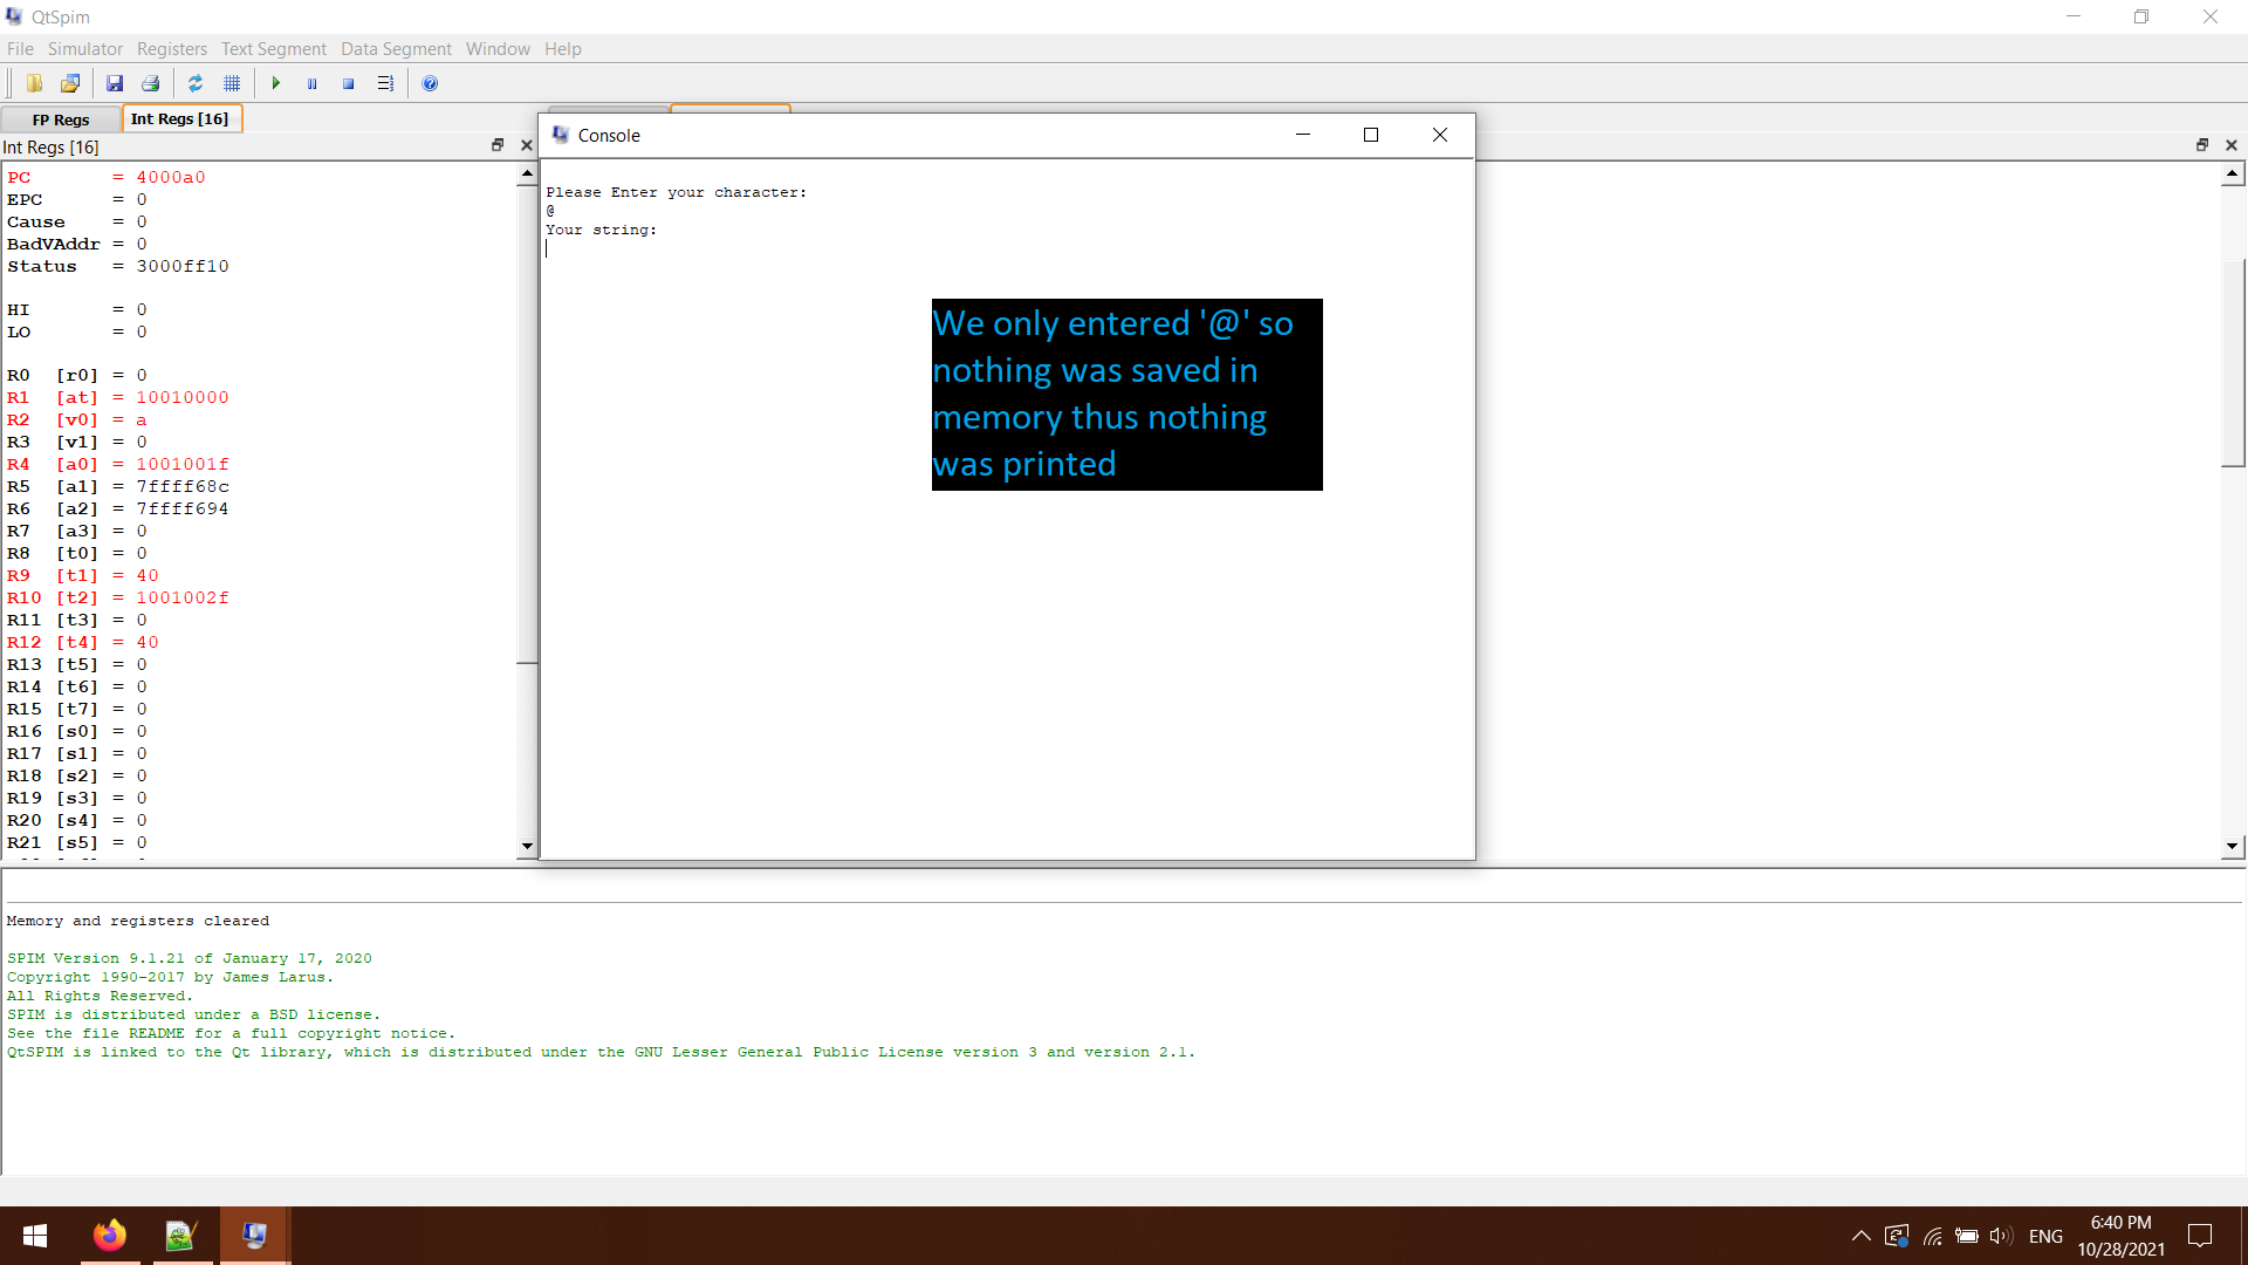 QtSpim
File Simulator Registers Text Segment Data Segment Window Help
FP Regs Int Regs [16]
Int Regs [16]
PC = 4000a0
EPC = 0
Cause = 0
BadVAddr = 0
Status = 3000ff10
HI = 0
LO = 0
R0 [r0] = 0
R1 [at] = 10010000
R2 [v0] = a
R3 [v1] = 0
R4 [a0] = 1001001f
R5 [a1] = 7ffff68c
R6 [a2] = 7ffff694
R7 [a3] = 0
R8 [t0] = 0
R9 [t1] = 40
R10 [t2] = 1001002f
R11 [t3] = 0
R12 [t4] = 40
R13 [t5] = 0
R14 [t6] = 0
R15 [t7] = 0
R16 [s0] = 0
R17 [s1] = 0
R18 [s2] = 0
R19 [s3] = 0
R20 [s4] = 0
R21 [s5] = 0
Console
Please Enter your character:
@
Your string:
We only entered '@' so
nothing was saved in
memory thus nothing
was printed
Memory and registers cleared
SPIM Version 9.1.21 of January 17, 2020
Copyright 1990-2017 by James Larus.
All Rights Reserved.
SPIM is distributed under a BSD license.
See the file README for a full copyright notice.
QtSPIM is linked to the Qt library, which is distributed under the GNU Lesser General Public License version 3 and version 2.1.
ENG
6:40 PM
10/28/2021